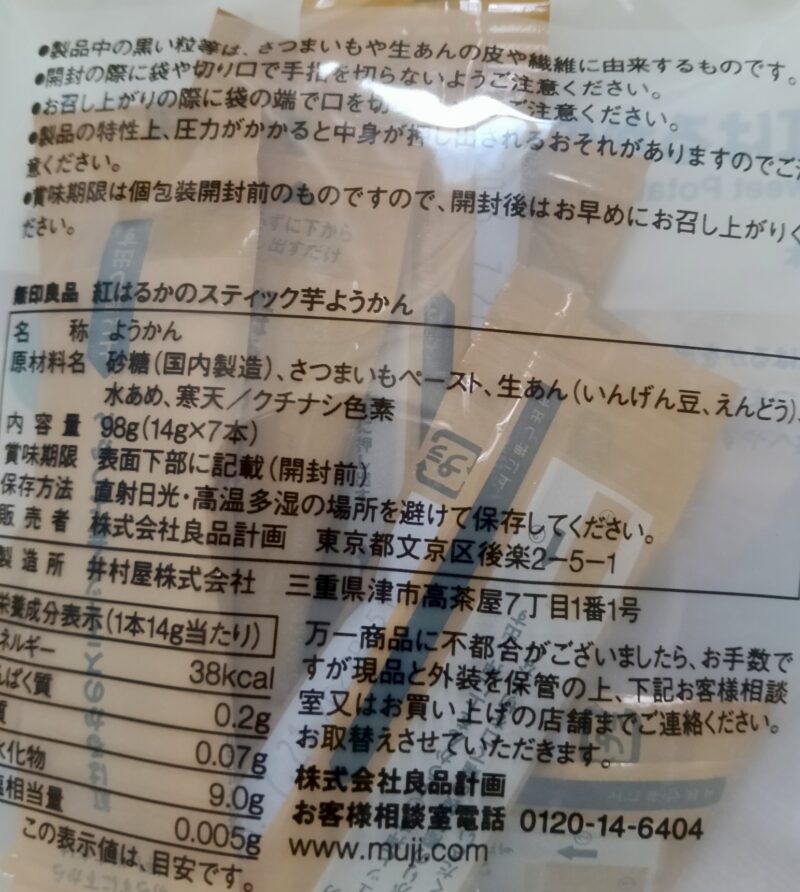 ●製品中の黒い粒等は、さつまいもや生あんの皮や繊維に由来するものです。
●開封の際に袋や切り口で手指を切らないようご注意ください。
●お召し上がりの際に袋の端で口を切 ご注意ください。
●製品の特性上、圧力がかかると中身が押し出されるおそれがありますのでご注
意ください。
●賞味期限は個包装開封前のものですので、開封後はお早めにお召し上がりく
ださい。
無印良品 紅はるかのスティック芋ようかん
名 称 ようかん
原材料名 砂糖(国内製造)、さつまいもペースト、生あん(いんげん豆、えんどう)、
水あめ、寒天/クチナシ色素
内容量 98g(14g×7本)
賞味期限 表面下部に記載(開封前)
保存方法 直射日光・高温多湿の場所を避けて保存してください。
販売者 株式会社良品計画 東京都文京区後楽2-5-1
製造所 井村屋株式会社 三重県津市高茶屋7丁目1番1号
栄養成分表示(1本14g当たり)
ネルギー 38kcal
んぱく質 0.2g
質 0.07g
水化物 9.0g
塩相当量 0.005g
この表示値は、目安です。
万一商品に不都合がございましたら、お手数で
すが現品と外装を保管の上、下記お客様相談
室又はお買い上げの店舗までご連絡ください。
お取替えさせていただきます。
株式会社良品計画
お客様相談室電話 0120-14-6404
www.muji.com
プラ